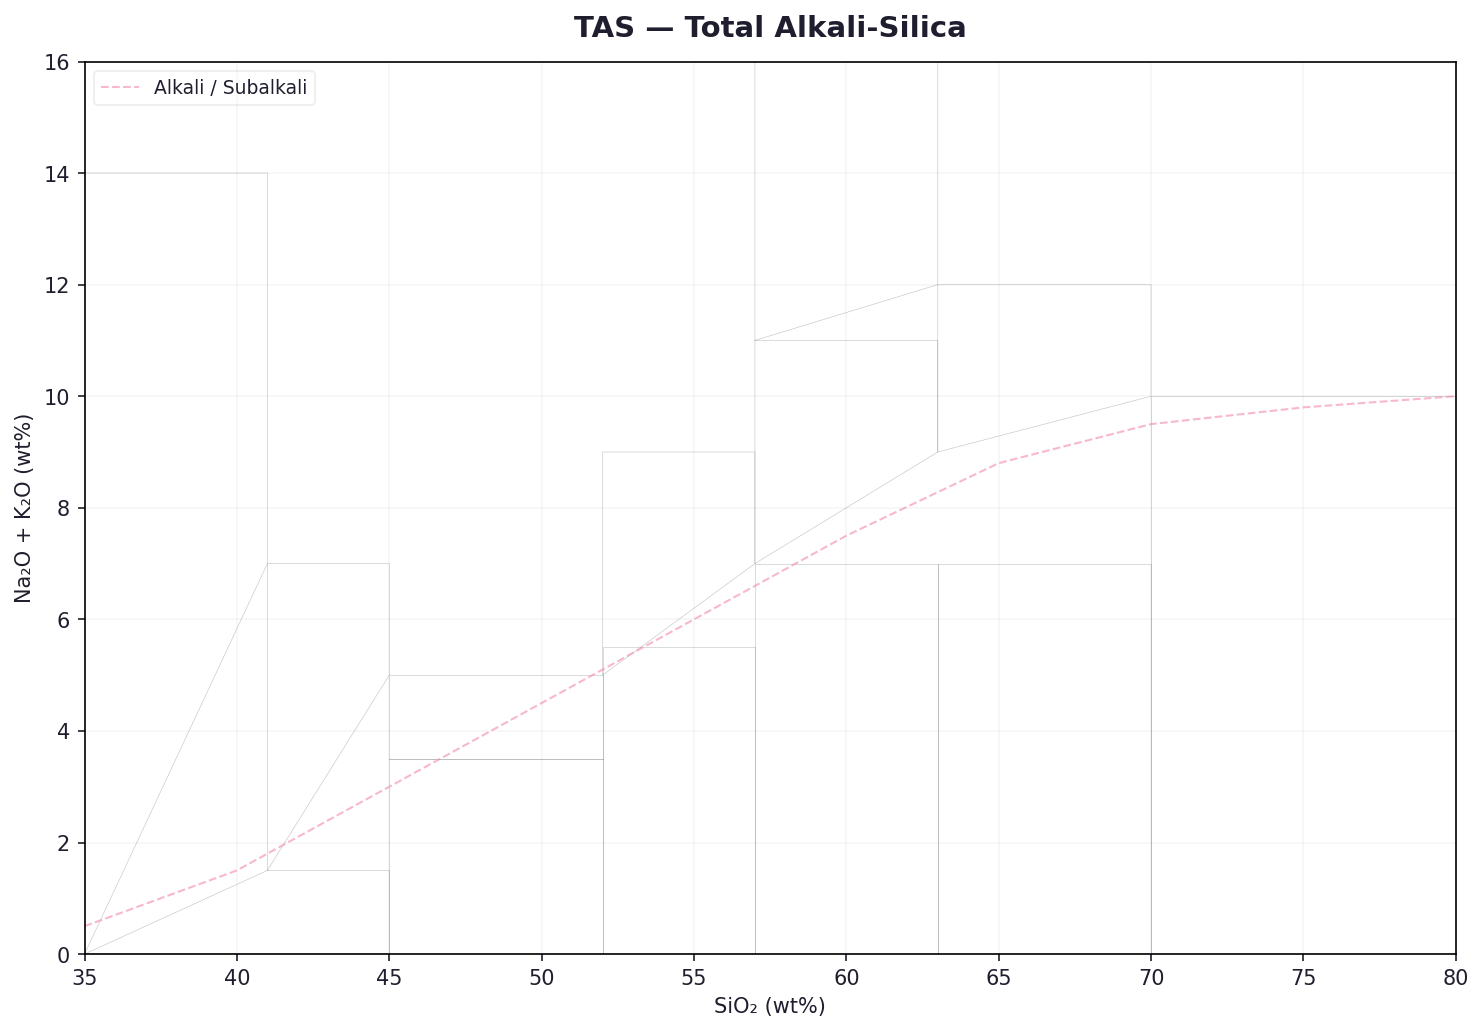 TAS — Total Alkali-Silica
Alkali / Subalkali
Na₂O + K₂O (wt%)
16
14
12
10
8
6
4
2
0
35 40 45 50 55 60 65 70 75 80
SiO₂ (wt%)